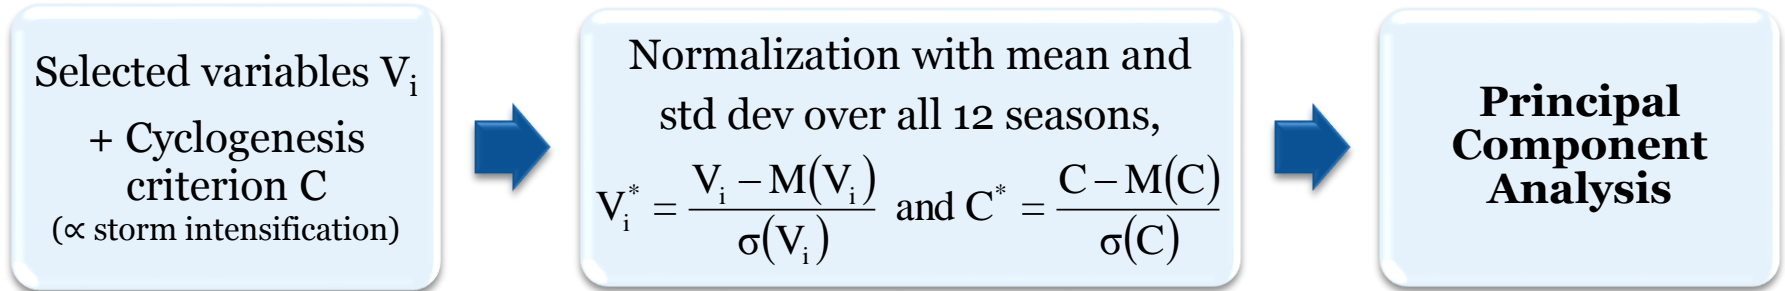 Selected variables Vᵢ
+ Cyclogenesis
criterion C
(∝ storm intensification)
Normalization with mean and
std dev over all 12 seasons,
Vᵢ* = (Vᵢ − M(Vᵢ)) / σ(Vᵢ) and C* = (C − M(C)) / σ(C)
Principal
Component
Analysis